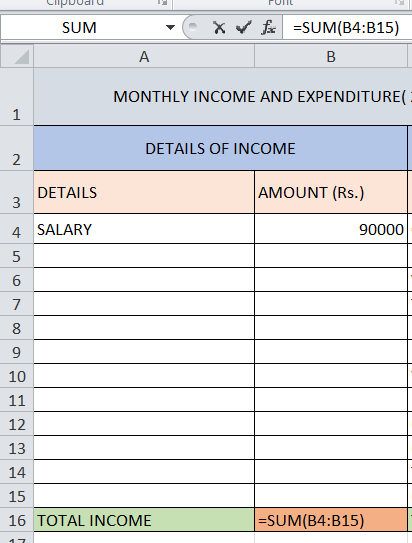 Clipboard Font
SUM =SUM(B4:B15)
A B
1 MONTHLY INCOME AND EXPENDITURE(
2 DETAILS OF INCOME
3 DETAILS AMOUNT (Rs.)
4 SALARY 90000
5
6
7
8
9
10
11
12
13
14
15
16 TOTAL INCOME =SUM(B4:B15)
17